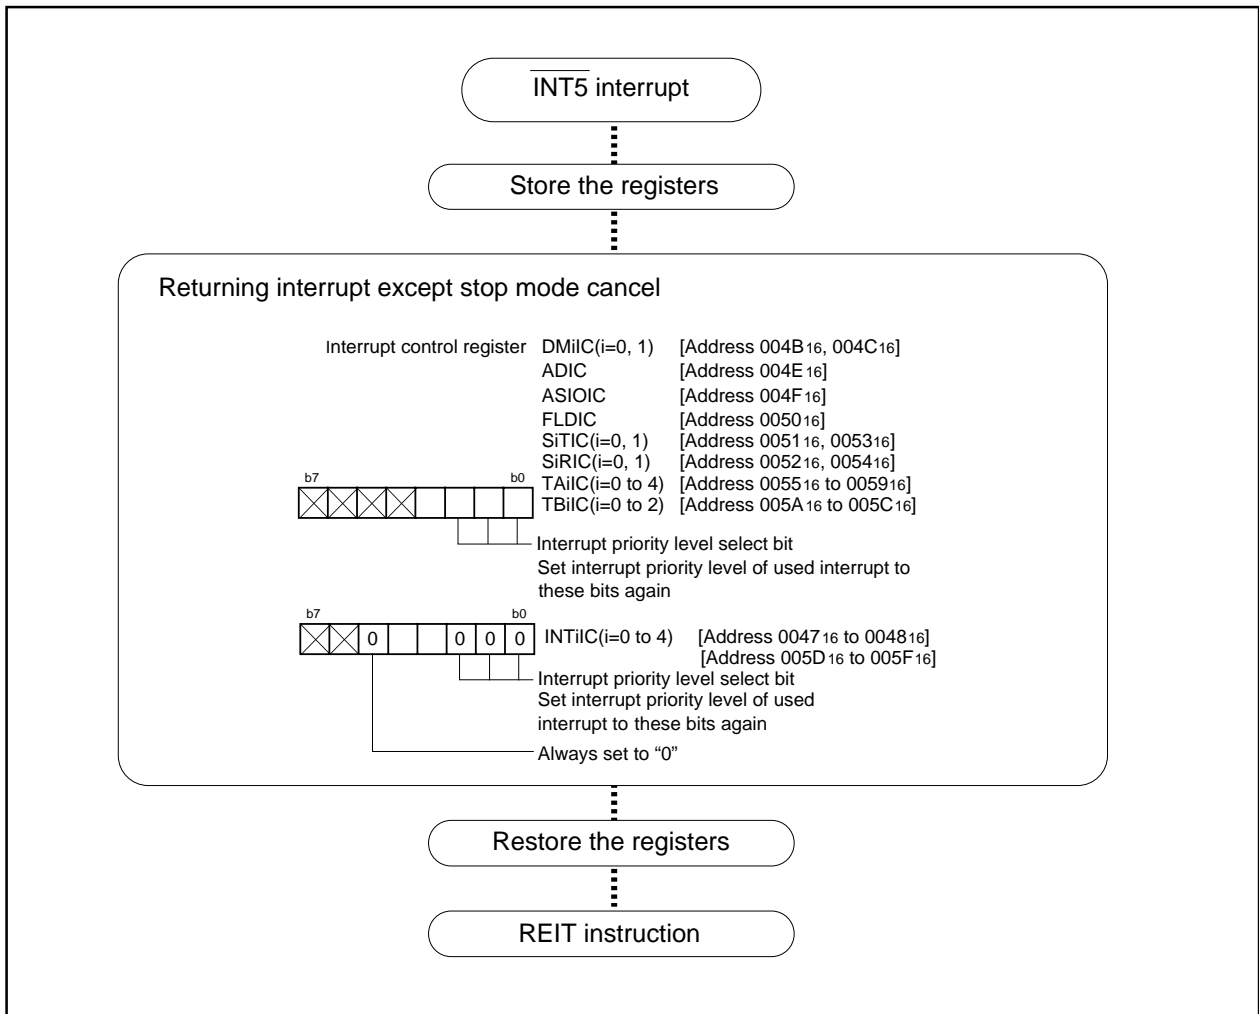 INT5 interrupt
Store the registers
Returning interrupt except stop mode cancel
Interrupt control register DMiIC(i=0, 1) [Address 004B16, 004C16]
ADIC [Address 004E16]
ASIOIC [Address 004F16]
FLDIC [Address 005016]
SiTIC(i=0, 1) [Address 005116, 005316]
SiRIC(i=0, 1) [Address 005216, 005416]
b7 b0 TAiIC(i=0 to 4) [Address 005516 to 005916]
TBiIC(i=0 to 2) [Address 005A16 to 005C16]
Interrupt priority level select bit
Set interrupt priority level of used interrupt to
these bits again
b7 b0
0 0 0 0 INTiIC(i=0 to 4) [Address 004716 to 004816]
[Address 005D16 to 005F16]
Interrupt priority level select bit
Set interrupt priority level of used
interrupt to these bits again
Always set to “0”
Restore the registers
REIT instruction